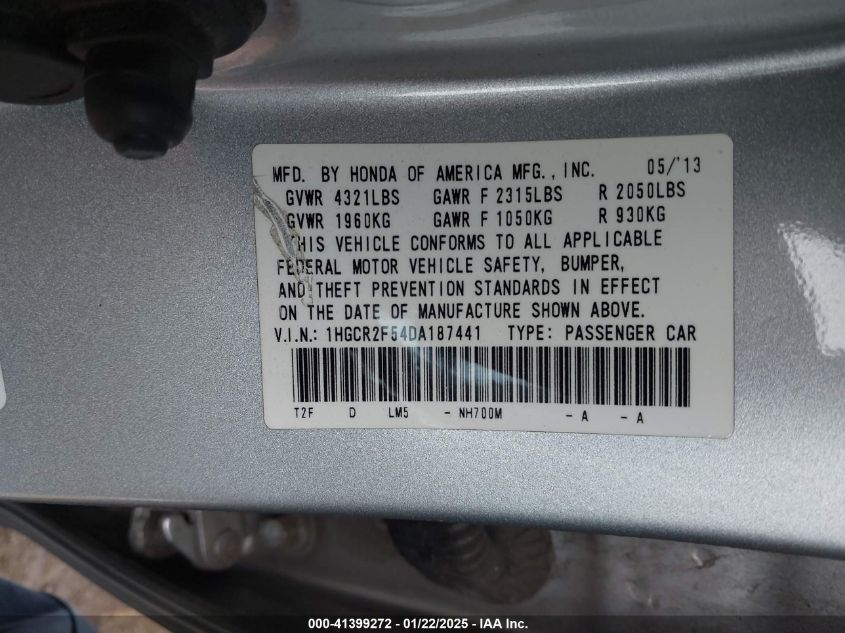 MFD. BY HONDA OF AMERICA MFG., INC. 05/'13
GVWR 4321LBS GAWR F 2315LBS R 2050LBS
GVWR 1960KG GAWR F 1050KG R 930KG
THIS VEHICLE CONFORMS TO ALL APPLICABLE
FEDERAL MOTOR VEHICLE SAFETY, BUMPER,
AND THEFT PREVENTION STANDARDS IN EFFECT
ON THE DATE OF MANUFACTURE SHOWN ABOVE.
V.I.N.: 1HGCR2F54DA187441 TYPE: PASSENGER CAR
T2F D LM5 - NH700M - A - A
000-41399272 - 01/22/2025 - IAA Inc.